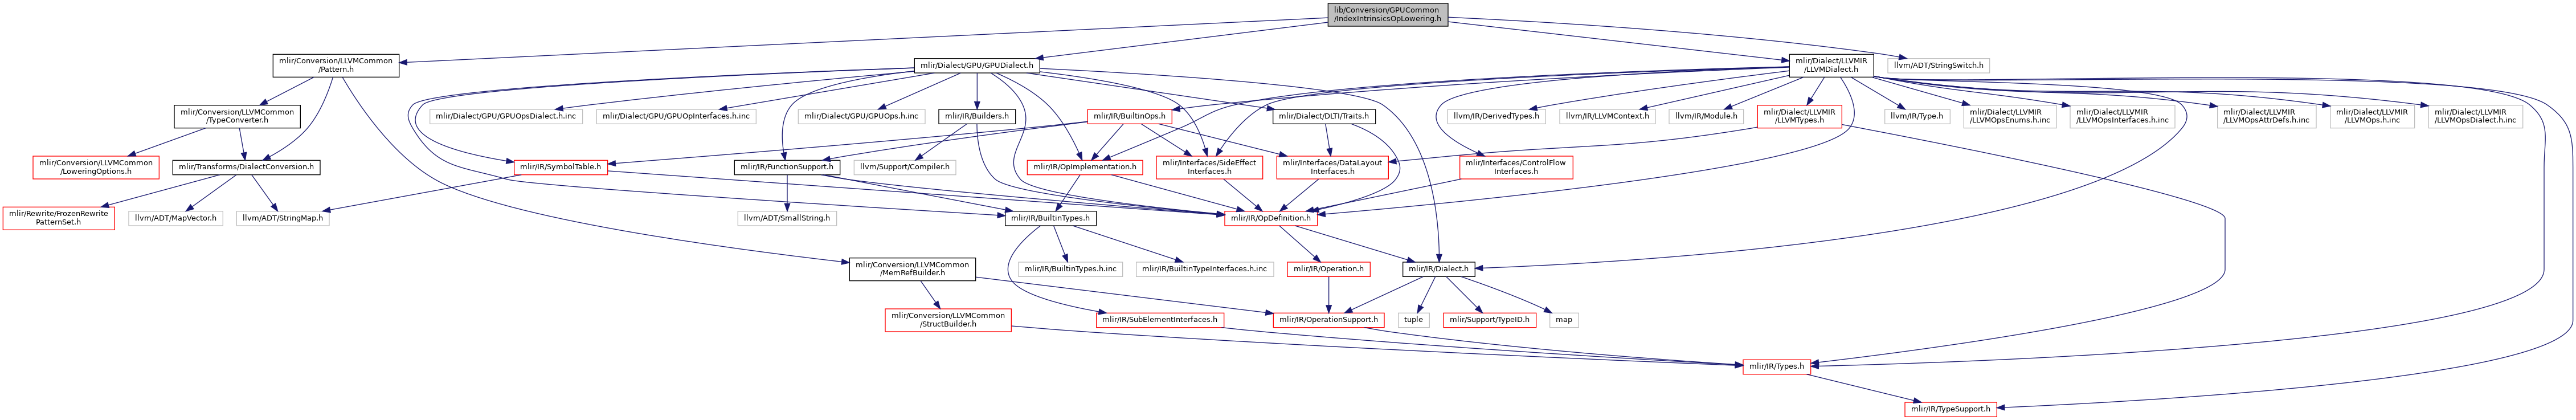 lib/Conversion/GPUCommon
/IndexIntrinsicsOpLowering.h
mlir/Conversion/LLVMCommon
/Pattern.h
mlir/Dialect/GPU/GPUDialect.h
mlir/Dialect/LLVMIR
/LLVMDialect.h
llvm/ADT/StringSwitch.h
mlir/Conversion/LLVMCommon
/TypeConverter.h
mlir/Dialect/GPU/GPUOpsDialect.h.inc
mlir/Dialect/GPU/GPUOpInterfaces.h.inc
mlir/Dialect/GPU/GPUOps.h.inc
mlir/IR/Builders.h
mlir/IR/BuiltinOps.h
mlir/Dialect/DLTI/Traits.h
llvm/IR/DerivedTypes.h
llvm/IR/LLVMContext.h
llvm/IR/Module.h
mlir/Dialect/LLVMIR
/LLVMTypes.h
llvm/IR/Type.h
mlir/Dialect/LLVMIR
/LLVMOpsEnums.h.inc
mlir/Dialect/LLVMIR
/LLVMOpsInterfaces.h.inc
mlir/Dialect/LLVMIR
/LLVMOpsAttrDefs.h.inc
mlir/Dialect/LLVMIR
/LLVMOps.h.inc
mlir/Dialect/LLVMIR
/LLVMOpsDialect.h.inc
mlir/Conversion/LLVMCommon
/LoweringOptions.h
mlir/Transforms/DialectConversion.h
mlir/IR/SymbolTable.h
mlir/IR/FunctionSupport.h
llvm/Support/Compiler.h
mlir/IR/OpImplementation.h
mlir/Interfaces/SideEffect
Interfaces.h
mlir/Interfaces/DataLayout
Interfaces.h
mlir/Interfaces/ControlFlow
Interfaces.h
mlir/Rewrite/FrozenRewrite
PatternSet.h
llvm/ADT/MapVector.h
llvm/ADT/StringMap.h
llvm/ADT/SmallString.h
mlir/IR/BuiltinTypes.h
mlir/IR/OpDefinition.h
mlir/Conversion/LLVMCommon
/MemRefBuilder.h
mlir/IR/BuiltinTypes.h.inc
mlir/IR/BuiltinTypeInterfaces.h.inc
mlir/IR/Operation.h
mlir/IR/Dialect.h
mlir/Conversion/LLVMCommon
/StructBuilder.h
mlir/IR/SubElementInterfaces.h
mlir/IR/OperationSupport.h
tuple
mlir/Support/TypeID.h
map
mlir/IR/Types.h
mlir/IR/TypeSupport.h